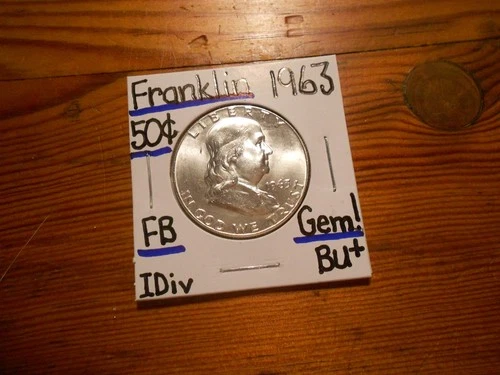 Franklin 1963
50¢
LIBERTY
1963
IN GOD WE TRUST
FB
Gem!
BU+
IDiv